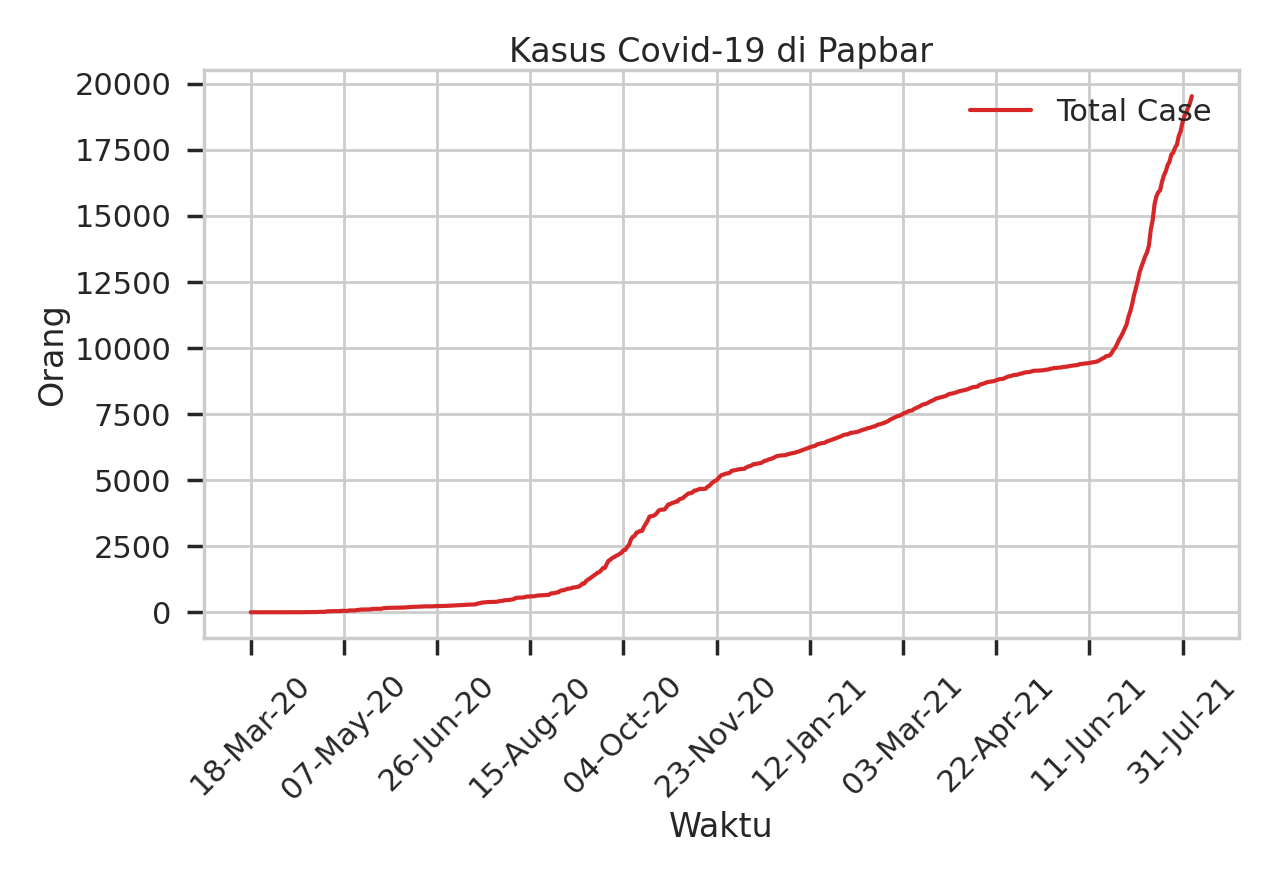 Kasus Covid-19 di Papbar
Total Case
Orang
20000
17500
15000
12500
10000
7500
5000
2500
0
18-Mar-20
07-May-20
26-Jun-20
15-Aug-20
04-Oct-20
23-Nov-20
12-Jan-21
03-Mar-21
22-Apr-21
11-Jun-21
31-Jul-21
Waktu